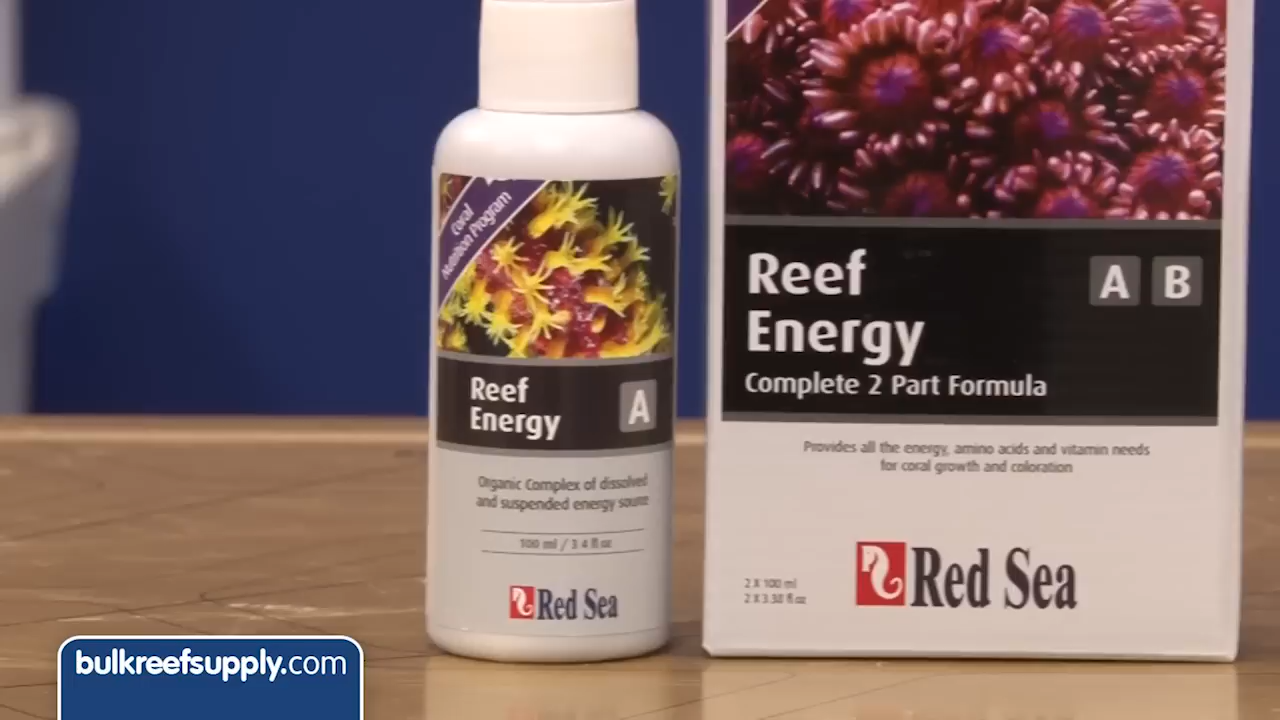 Coral
Nutrition Program
Reef
Energy
A
Organic Complex of dissolved
and suspended energy source
100 ml / 3.4 fl oz
Red Sea
Reef
Energy
A B
Complete 2 Part Formula
Provides all the energy, amino acids and vitamin needs
for coral growth and coloration
2 X 100 ml
2 X 3.38 fl oz
Red Sea
bulkreefsupply.com